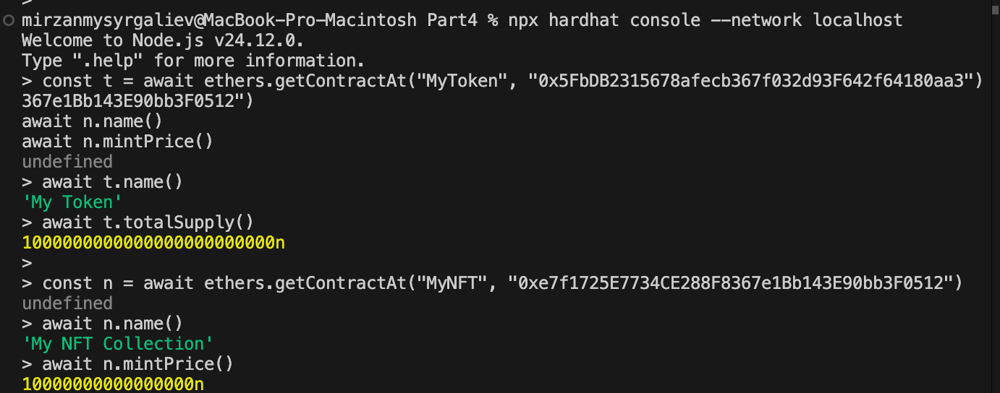 >
mirzanmysyrgaliev@MacBook-Pro-Macintosh Part4 % npx hardhat console --network localhost
Welcome to Node.js v24.12.0.
Type ".help" for more information.
> const t = await ethers.getContractAt("MyToken", "0x5FbDB2315678afecb367f032d93F642f64180aa3")
367e1Bb143E90bb3F0512")
await n.name()
await n.mintPrice()
undefined
> await t.name()
'My Token'
> await t.totalSupply()
1000000000000000000000000n
>
> const n = await ethers.getContractAt("MyNFT", "0xe7f1725E7734CE288F8367e1Bb143E90bb3F0512")
undefined
> await n.name()
'My NFT Collection'
> await n.mintPrice()
10000000000000000n